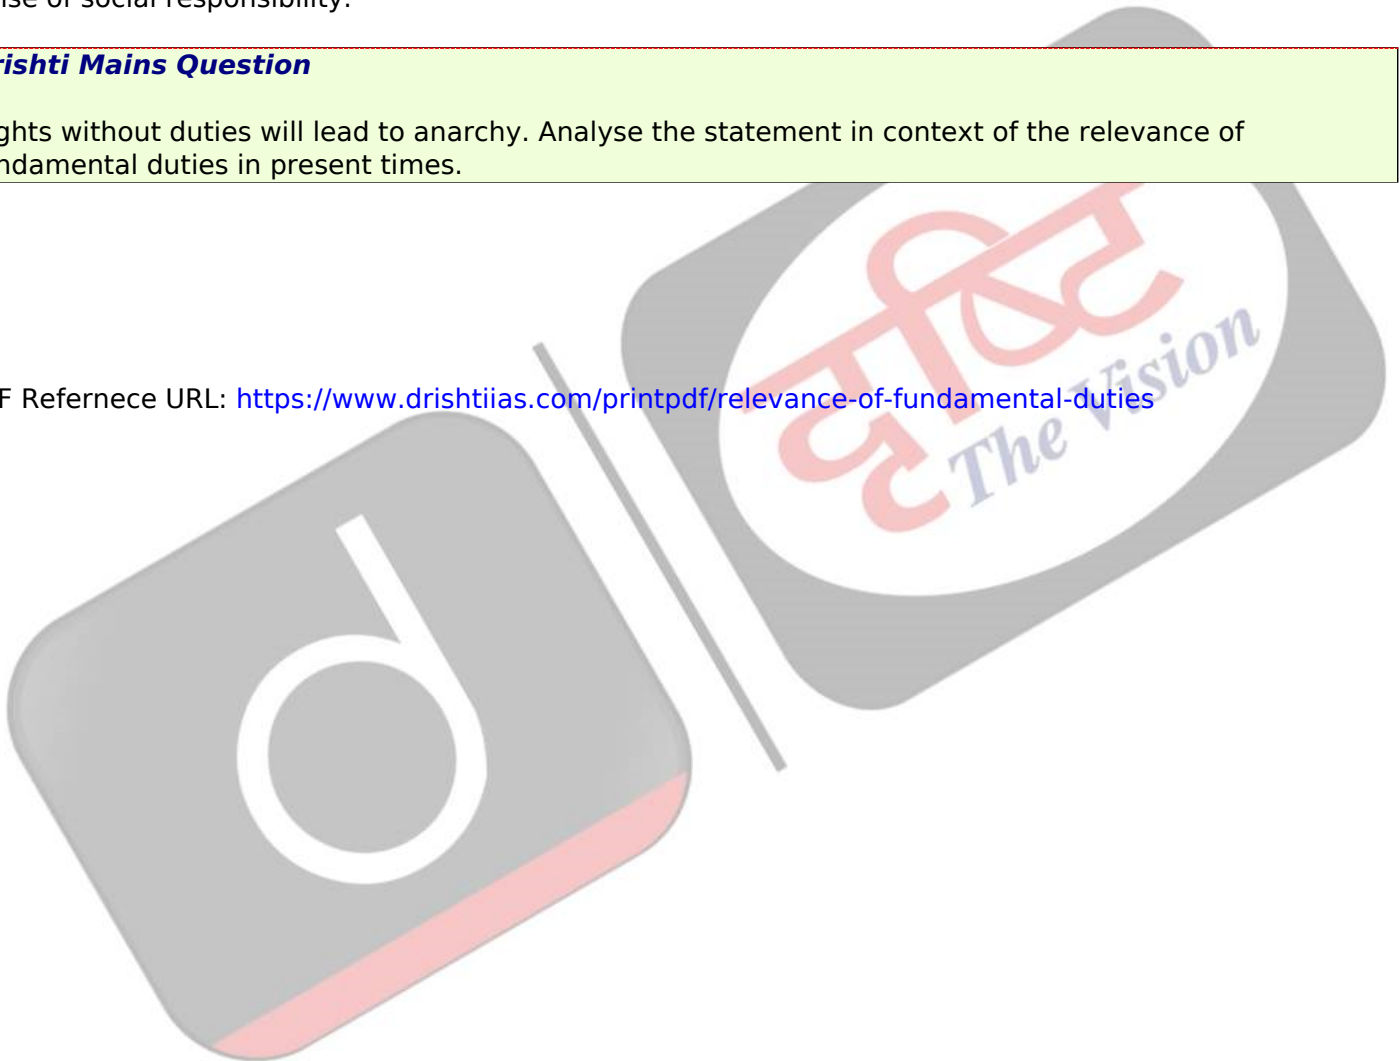 se of social responsibility.
rishti Mains Question
ghts without duties will lead to anarchy. Analyse the statement in context of the relevance of
ndamental duties in present times.
दृष्टि
The Vision
F Refernece URL: https://www.drishtiias.com/printpdf/relevance-of-fundamental-duties
d